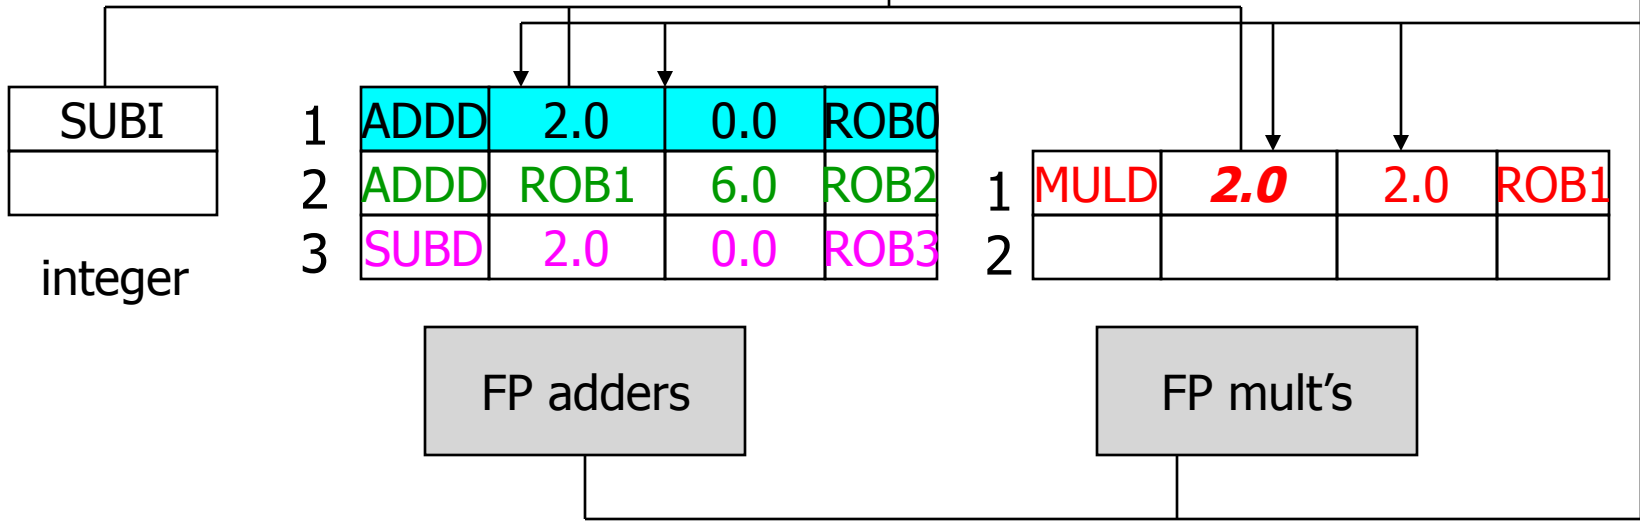 SUBI
integer
1 ADDD 2.0 0.0 ROB0
2 ADDD ROB1 6.0 ROB2
3 SUBD 2.0 0.0 ROB3
1 MULD 2.0 2.0 ROB1
2
FP adders
FP mult's